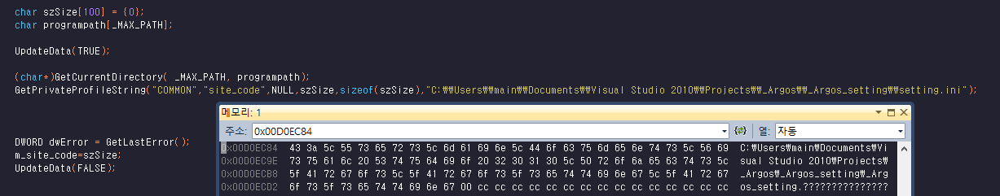 char szSize[100] = {0};
char programpath[_MAX_PATH];
UpdateData(TRUE);
(char*)GetCurrentDirectory( _MAX_PATH, programpath);
GetPrivateProfileString("COMMON","site_code",NULL,szSize,sizeof(szSize),"C:₩₩Users₩₩main₩₩Documents₩₩Visual Studio 2010₩₩Projects₩₩_Argos₩₩_Argos_setting₩₩setting.ini");
DWORD dwError = GetLastError();
m_site_code=szSize;
UpdateData(FALSE);
메모리: 1
주소: 0x00D0EC84 열: 자동
0x00D0EC84 43 3a 5c 55 73 65 72 73 5c 6d 61 69 6e 5c 44 6f 63 75 6d 65 6e 74 73 5c 56 69 C:₩Users₩main₩Documents₩Vi
0x00D0EC9E 73 75 61 6c 20 53 74 75 64 69 6f 20 32 30 31 30 5c 50 72 6f 6a 65 63 74 73 5c sual Studio 2010₩Projects₩
0x00D0ECB8 5f 41 72 67 6f 73 5c 5f 41 72 67 6f 73 5f 73 65 74 74 69 6e 67 5c 5f 41 72 67 _Argos₩_Argos_setting₩_Arg
0x00D0ECD2 6f 73 5f 73 65 74 74 69 6e 67 00 cc cc cc cc cc cc cc cc cc cc cc cc cc cc cc os_setting.???????????????